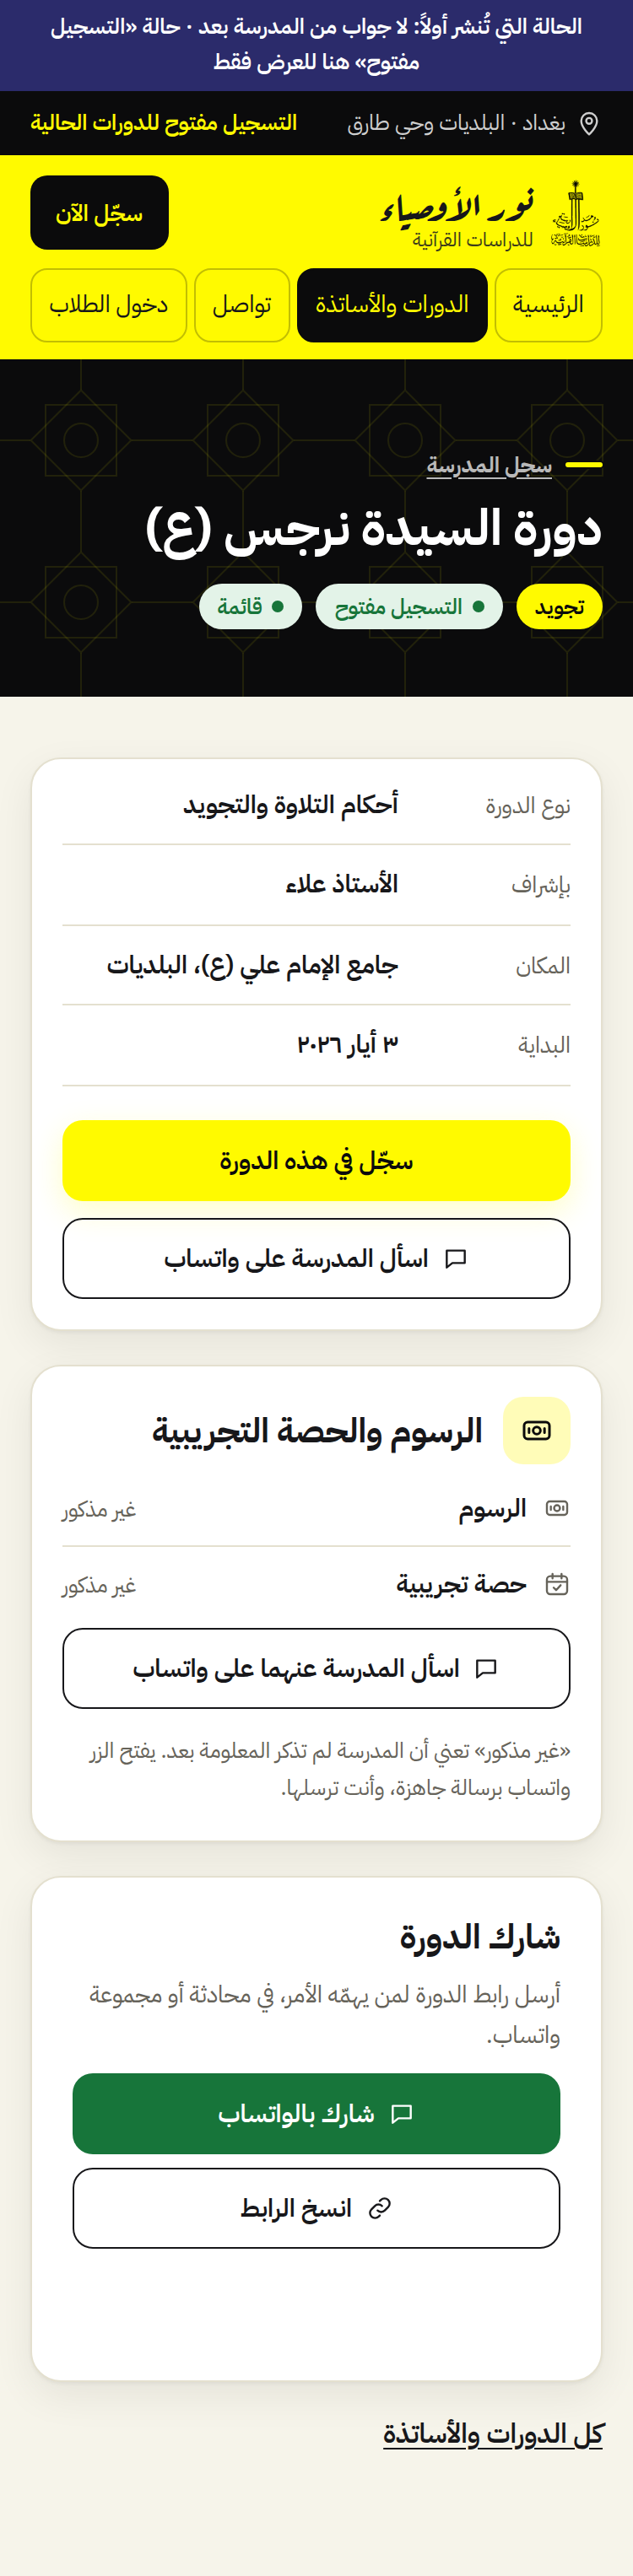 الحالة التي تُنشر أولاً: لا جواب من المدرسة بعد · حالة «التسجيل
مفتوح» هنا للعرض فقط
بغداد · البلديات وحي طارق
التسجيل مفتوح للدورات الحالية
نور الأوصياء
للدراسات القرآنية
سجّل الآن
الرئيسية
الدورات والأساتذة
تواصل
دخول الطلاب
سجل المدرسة
دورة السيدة نرجس (ع)
تجويد
التسجيل مفتوح
قائمة
نوع الدورة
أحكام التلاوة والتجويد
بإشراف
الأستاذ علاء
المكان
جامع الإمام علي (ع)، البلديات
البداية
٣ أيار ٢٠٢٦
سجّل في هذه الدورة
اسأل المدرسة على واتساب
الرسوم والحصة التجريبية
الرسوم
غير مذكور
حصة تجريبية
غير مذكور
اسأل المدرسة عنهما على واتساب
«غير مذكور» تعني أن المدرسة لم تذكر المعلومة بعد. يفتح الزر
واتساب برسالة جاهزة، وأنت ترسلها.
شارك الدورة
أرسل رابط الدورة لمن يهمّه الأمر، في محادثة أو مجموعة
واتساب.
شارك بالواتساب
انسخ الرابط
كل الدورات والأساتذة